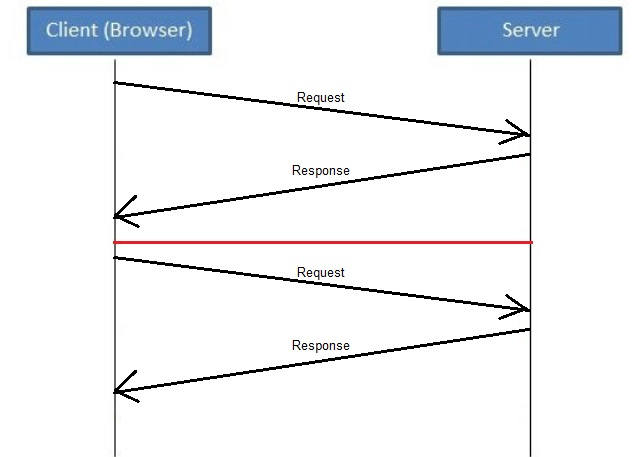 Client (Browser)
Server
Request
Response
Request
Response